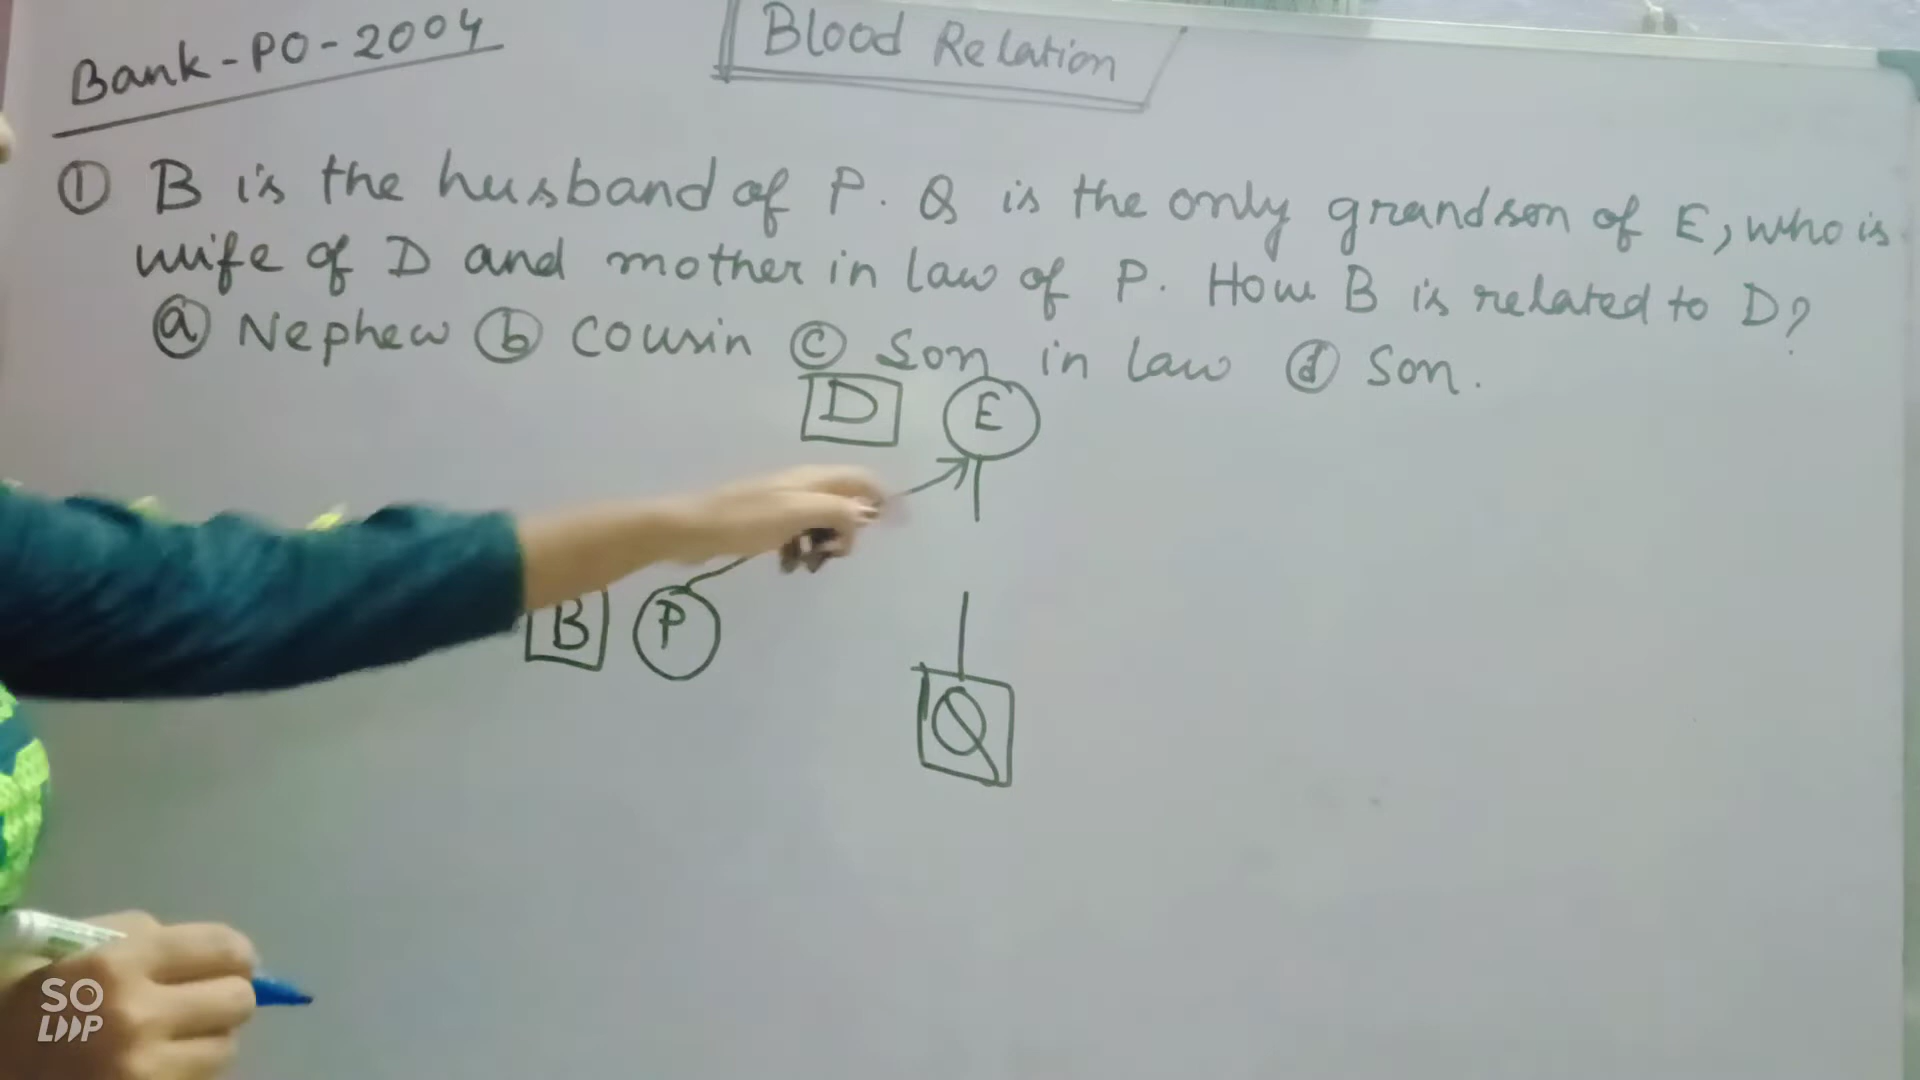 Bank-PO-2004
Blood Relation
① B is the husband of P. Q is the only grandson of E, who is
wife of D and mother in law of P. How B is related to D?
ⓐ Nephew ⓑ Cousin ⓒ Son in law ⓓ Son.
D E
B P
Q
SO
LOOP